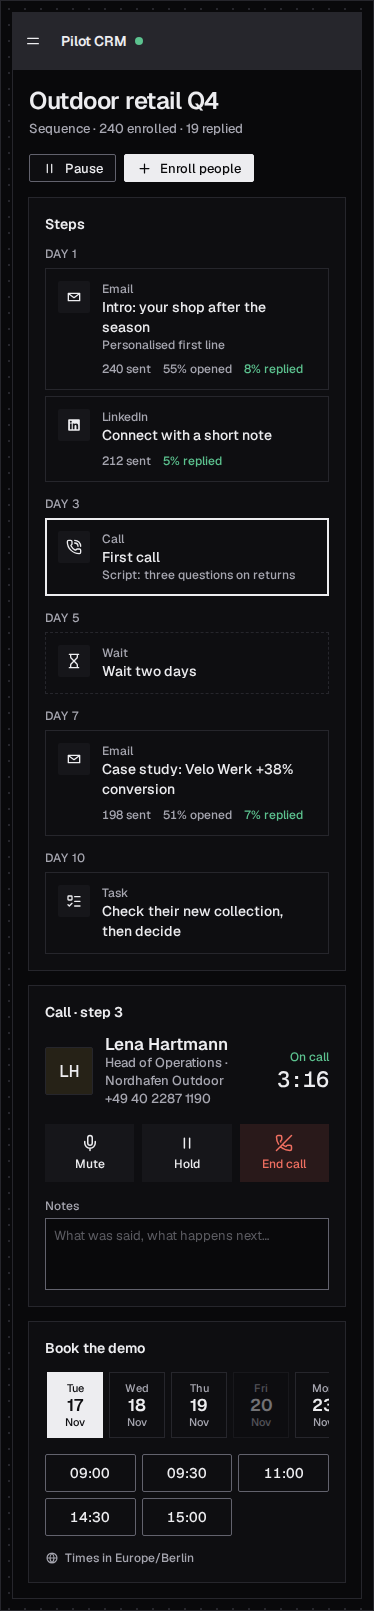 Pilot CRM
Outdoor retail Q4
Sequence · 240 enrolled · 19 replied
Pause
Enroll people
Steps
DAY 1
Email
Intro: your shop after the
season
Personalised first line
240 sent 55% opened 8% replied
LinkedIn
Connect with a short note
212 sent 5% replied
DAY 3
Call
First call
Script: three questions on returns
DAY 5
Wait
Wait two days
DAY 7
Email
Case study: Velo Werk +38%
conversion
198 sent 51% opened 7% replied
DAY 10
Task
Check their new collection,
then decide
Call · step 3
LH
Lena Hartmann
Head of Operations ·
Nordhafen Outdoor
+49 40 2287 1190
On call
3:16
Mute
Hold
End call
Notes
What was said, what happens next…
Book the demo
Tue
17
Nov
Wed
18
Nov
Thu
19
Nov
Fri
20
Nov
Mo
23
No
09:00 09:30 11:00
14:30 15:00
Times in Europe/Berlin